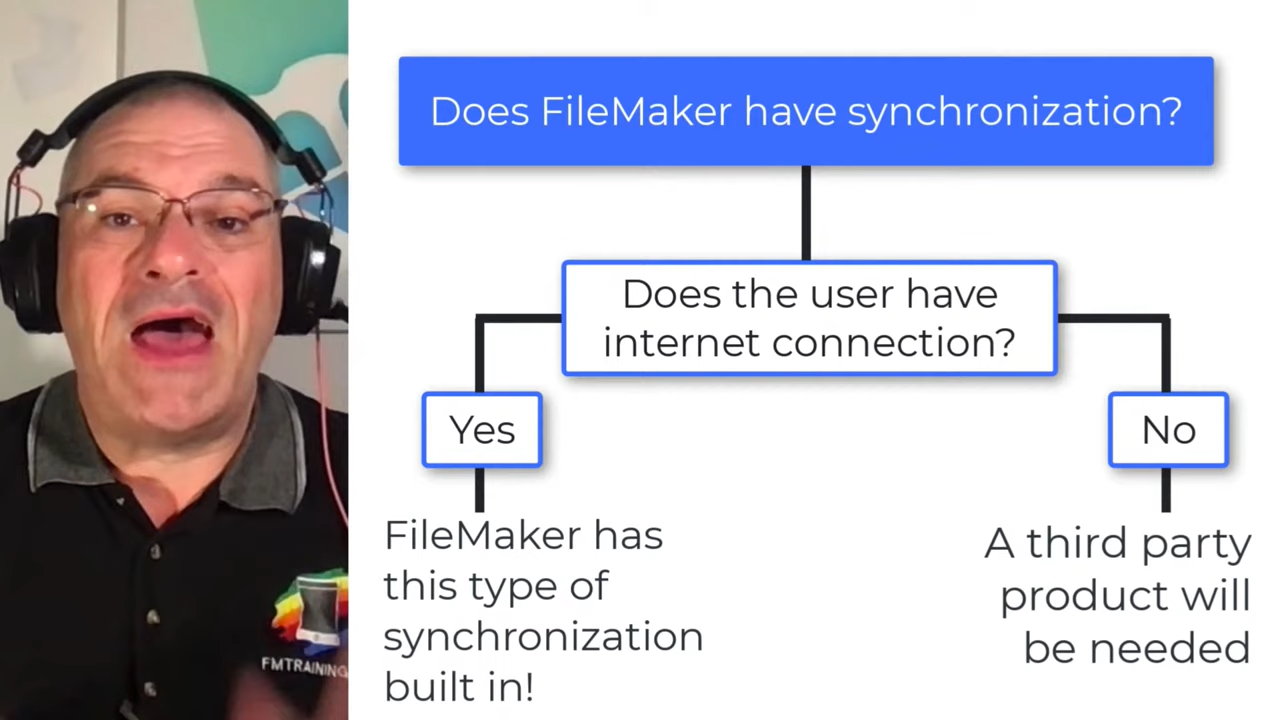 Does FileMaker have synchronization?
Does the user have
internet connection?
Yes
No
FileMaker has
this type of
synchronization
built in!
A third party
product will
be needed
FMTRAINING